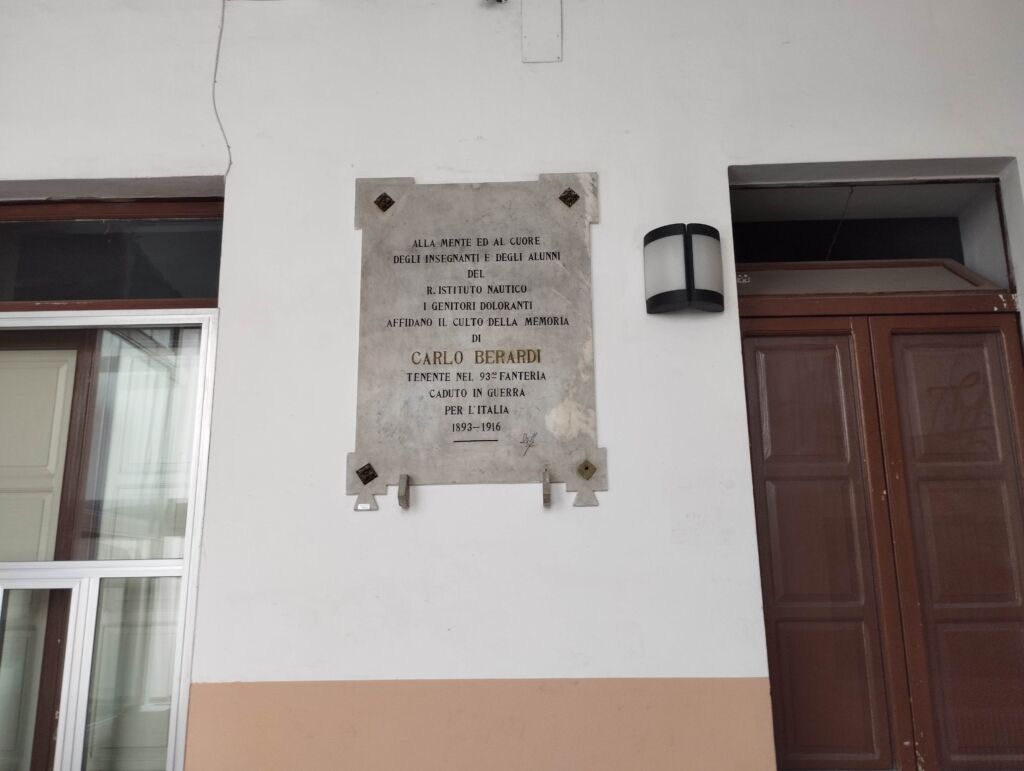 ALLA MENTE ED AL CUORE
DEGLI INSEGNANTI E DEGLI ALUNNI
DEL
R. ISTITUTO NAUTICO
I GENITORI DOLORANTI
AFFIDANO IL CULTO DELLA MEMORIA
DI
CARLO BERARDI
TENENTE NEL 93º FANTERIA
CADUTO IN GUERRA
PER L'ITALIA
1893-1916